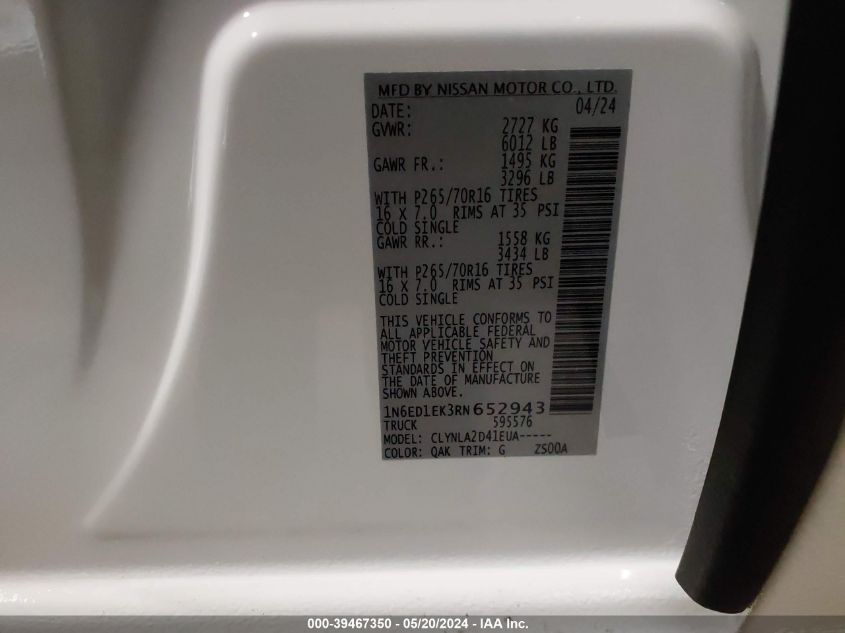 MFD BY NISSAN MOTOR CO., LTD.
DATE: 04/24
GVWR: 2727 KG
6012 LB
GAWR FR.: 1495 KG
3296 LB
WITH P265/70R16 TIRES
16 X 7.0 RIMS AT 35 PSI
COLD SINGLE
GAWR RR.: 1558 KG
3434 LB
WITH P265/70R16 TIRES
16 X 7.0 RIMS AT 35 PSI
COLD SINGLE
THIS VEHICLE CONFORMS TO
ALL APPLICABLE FEDERAL
MOTOR VEHICLE SAFETY AND
THEFT PREVENTION
STANDARDS IN EFFECT ON
THE DATE OF MANUFACTURE
SHOWN ABOVE.
1N6ED1EK3RN652943
TRUCK 595576
MODEL: CLYNLA2D41EUA-----
COLOR: QAK TRIM: G ZS00A
000-39467350 - 05/20/2024 - IAA Inc.